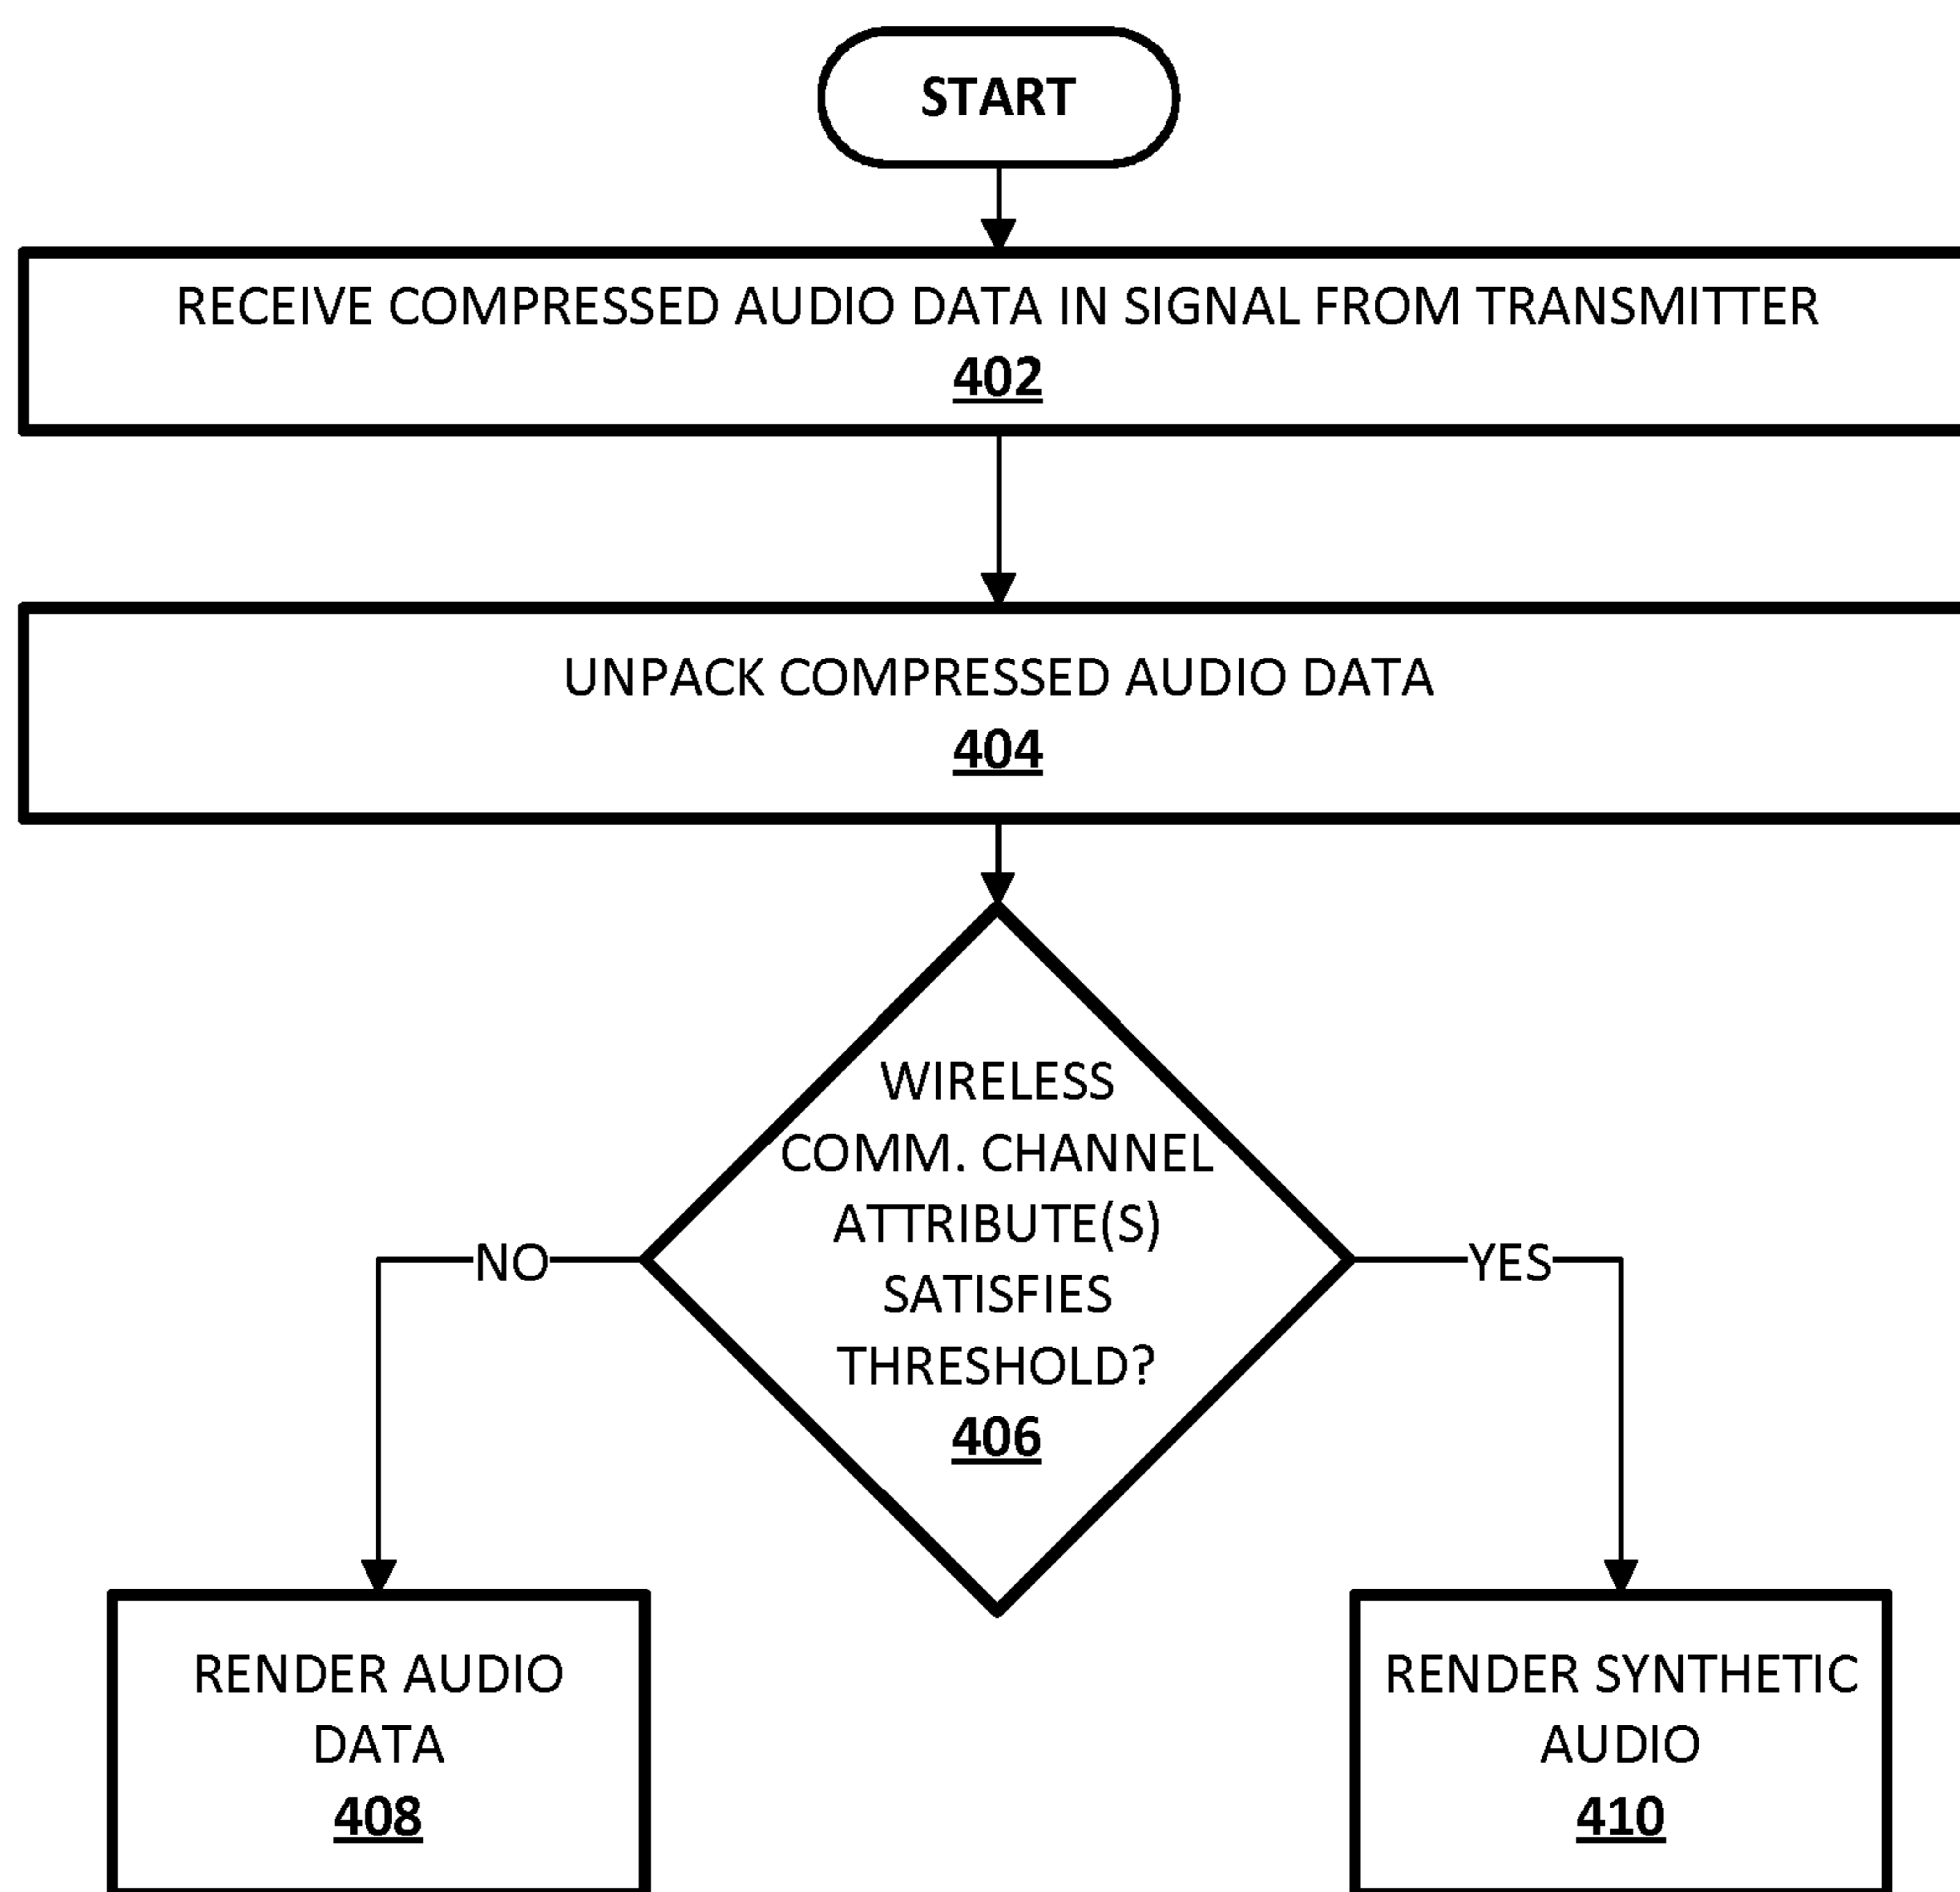 START
RECEIVE COMPRESSED AUDIO DATA IN SIGNAL FROM TRANSMITTER
402
UNPACK COMPRESSED AUDIO DATA
404
WIRELESS
COMM. CHANNEL
ATTRIBUTE(S)
SATISFIES
THRESHOLD?
406
NO
YES
RENDER AUDIO
DATA
408
RENDER SYNTHETIC
AUDIO
410